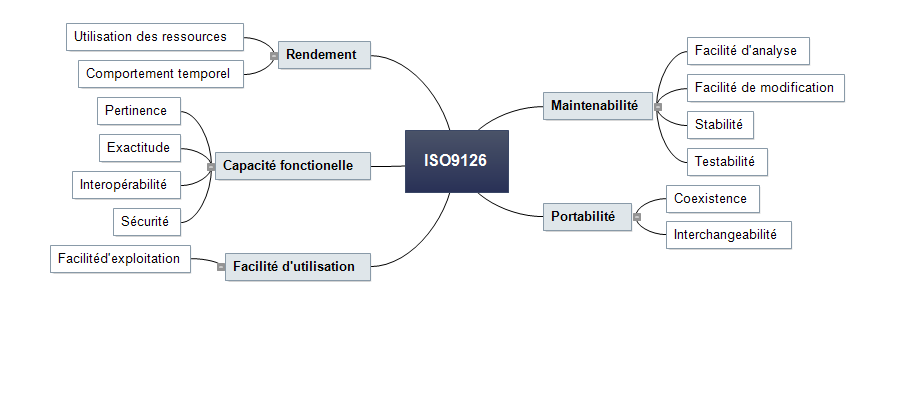 ISO9126
Rendement
Utilisation des ressources
Comportement temporel
Capacité fonctionelle
Pertinence
Exactitude
Interopérabilité
Sécurité
Facilité d'utilisation
Facilitéd'exploitation
Maintenabilité
Facilité d'analyse
Facilité de modification
Stabilité
Testabilité
Portabilité
Coexistence
Interchangeabilité